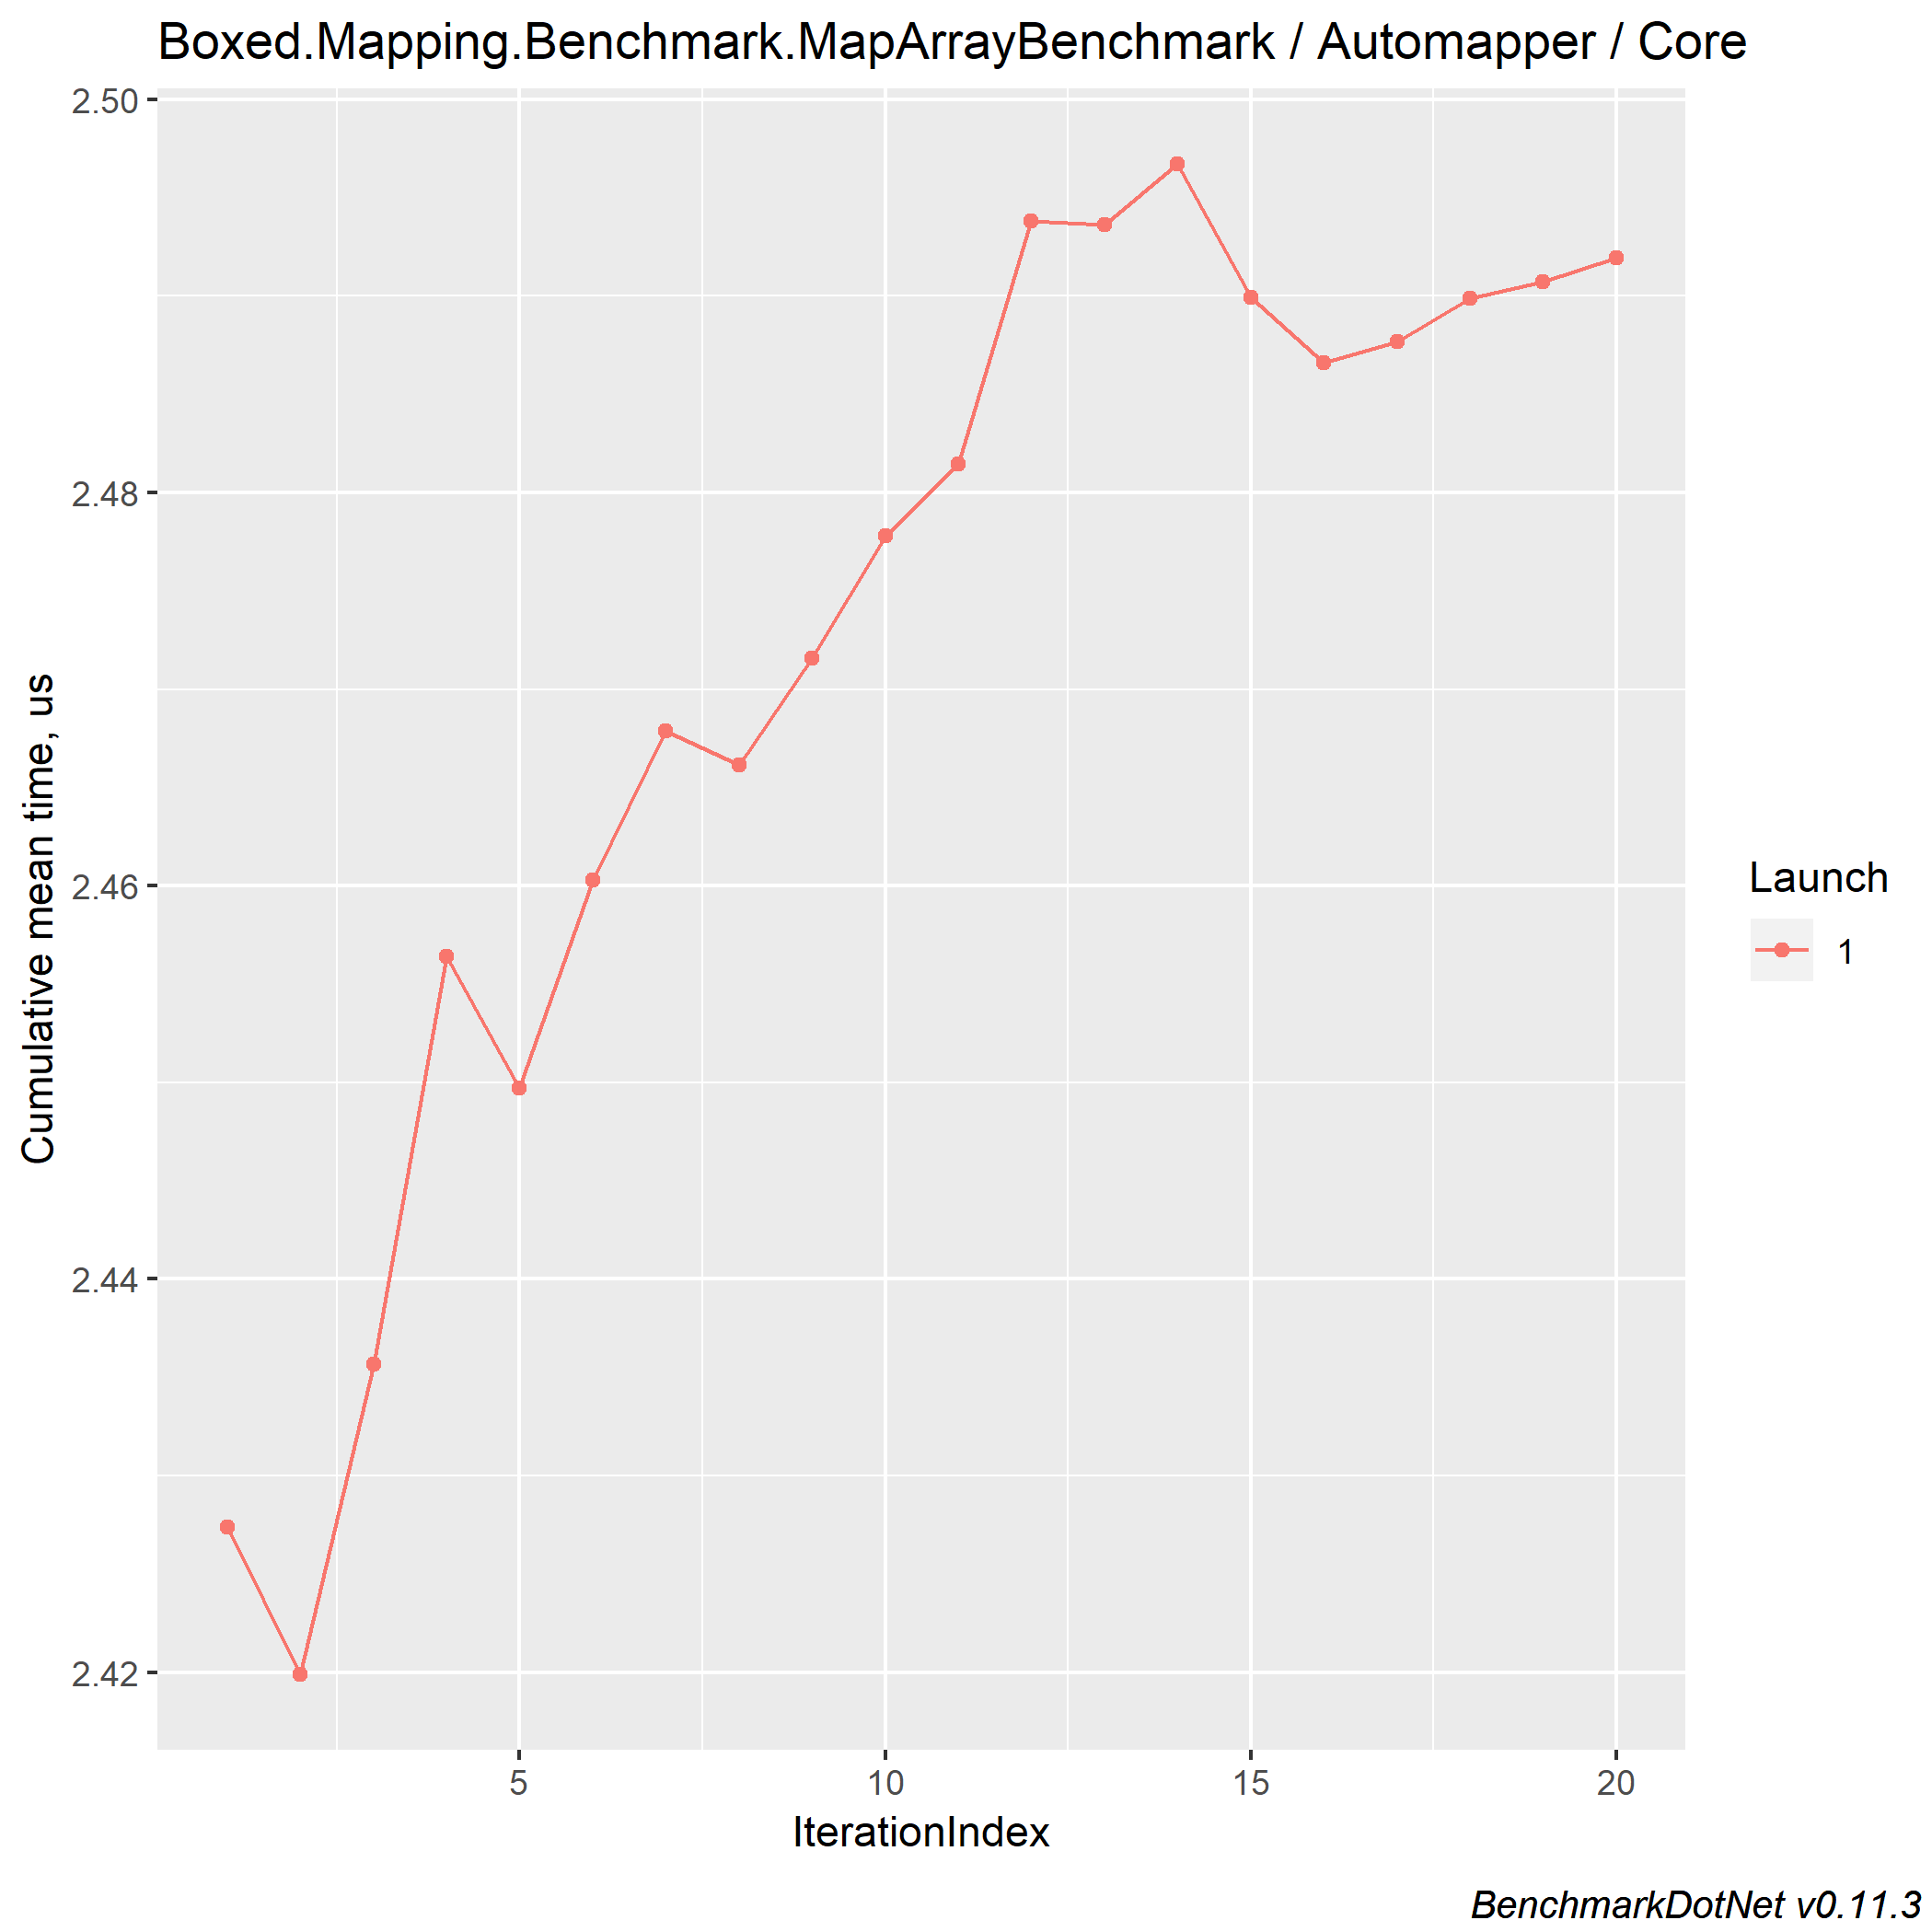 Boxed.Mapping.Benchmark.MapArrayBenchmark / Automapper / Core
2.50
2.48
2.46
2.44
2.42
Cumulative mean time, us
5 10 15 20
IterationIndex
Launch
1
BenchmarkDotNet v0.11.3